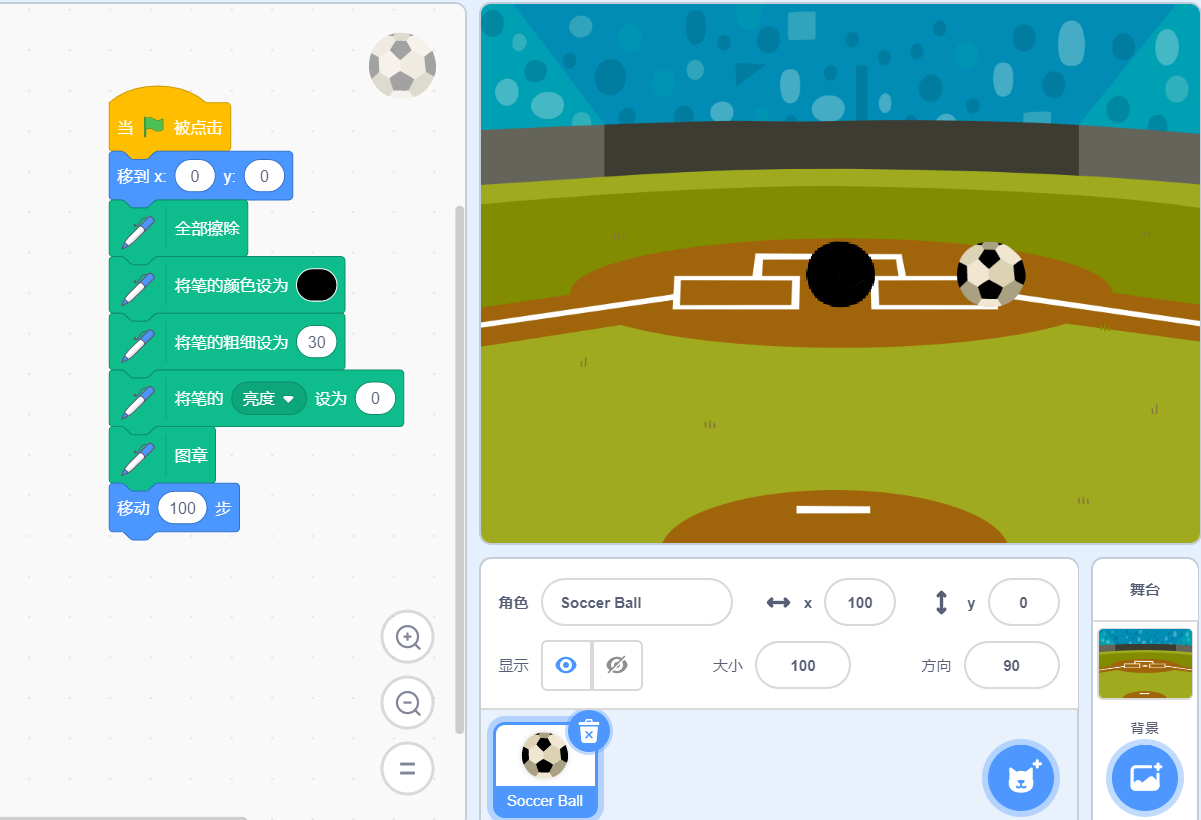 当 被点击
移到 x: 0 y: 0
全部擦除
将笔的颜色设为
将笔的粗细设为 30
将笔的 亮度 设为 0
图章
移动 100 步
角色 Soccer Ball x 100 y 0
显示 大小 100 方向 90
Soccer Ball
舞台
背景